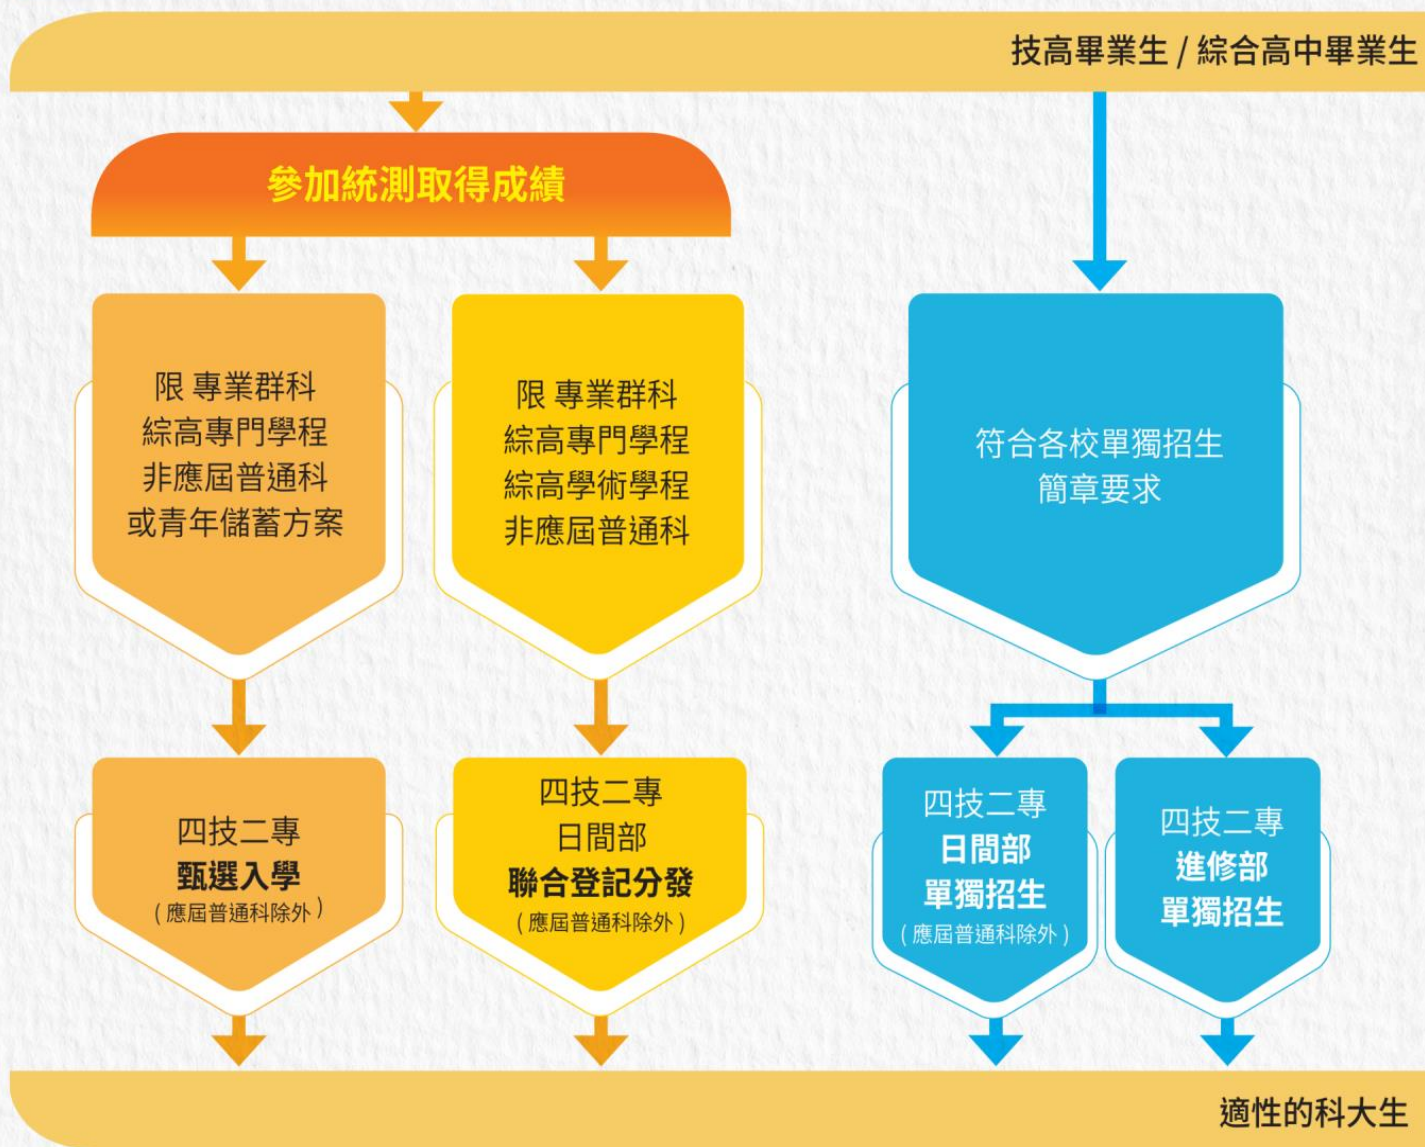 技高畢業生 / 綜合高中畢業生
參加統測取得成績
限 專業群科
綜高專門學程
非應屆普通科
或青年儲蓄方案
限 專業群科
綜高專門學程
綜高學術學程
非應屆普通科
符合各校單獨招生
簡章要求
四技二專
甄選入學
( 應屆普通科除外 )
四技二專
日間部
聯合登記分發
( 應屆普通科除外 )
四技二專
日間部
單獨招生
( 應屆普通科除外 )
四技二專
進修部
單獨招生
適性的科大生